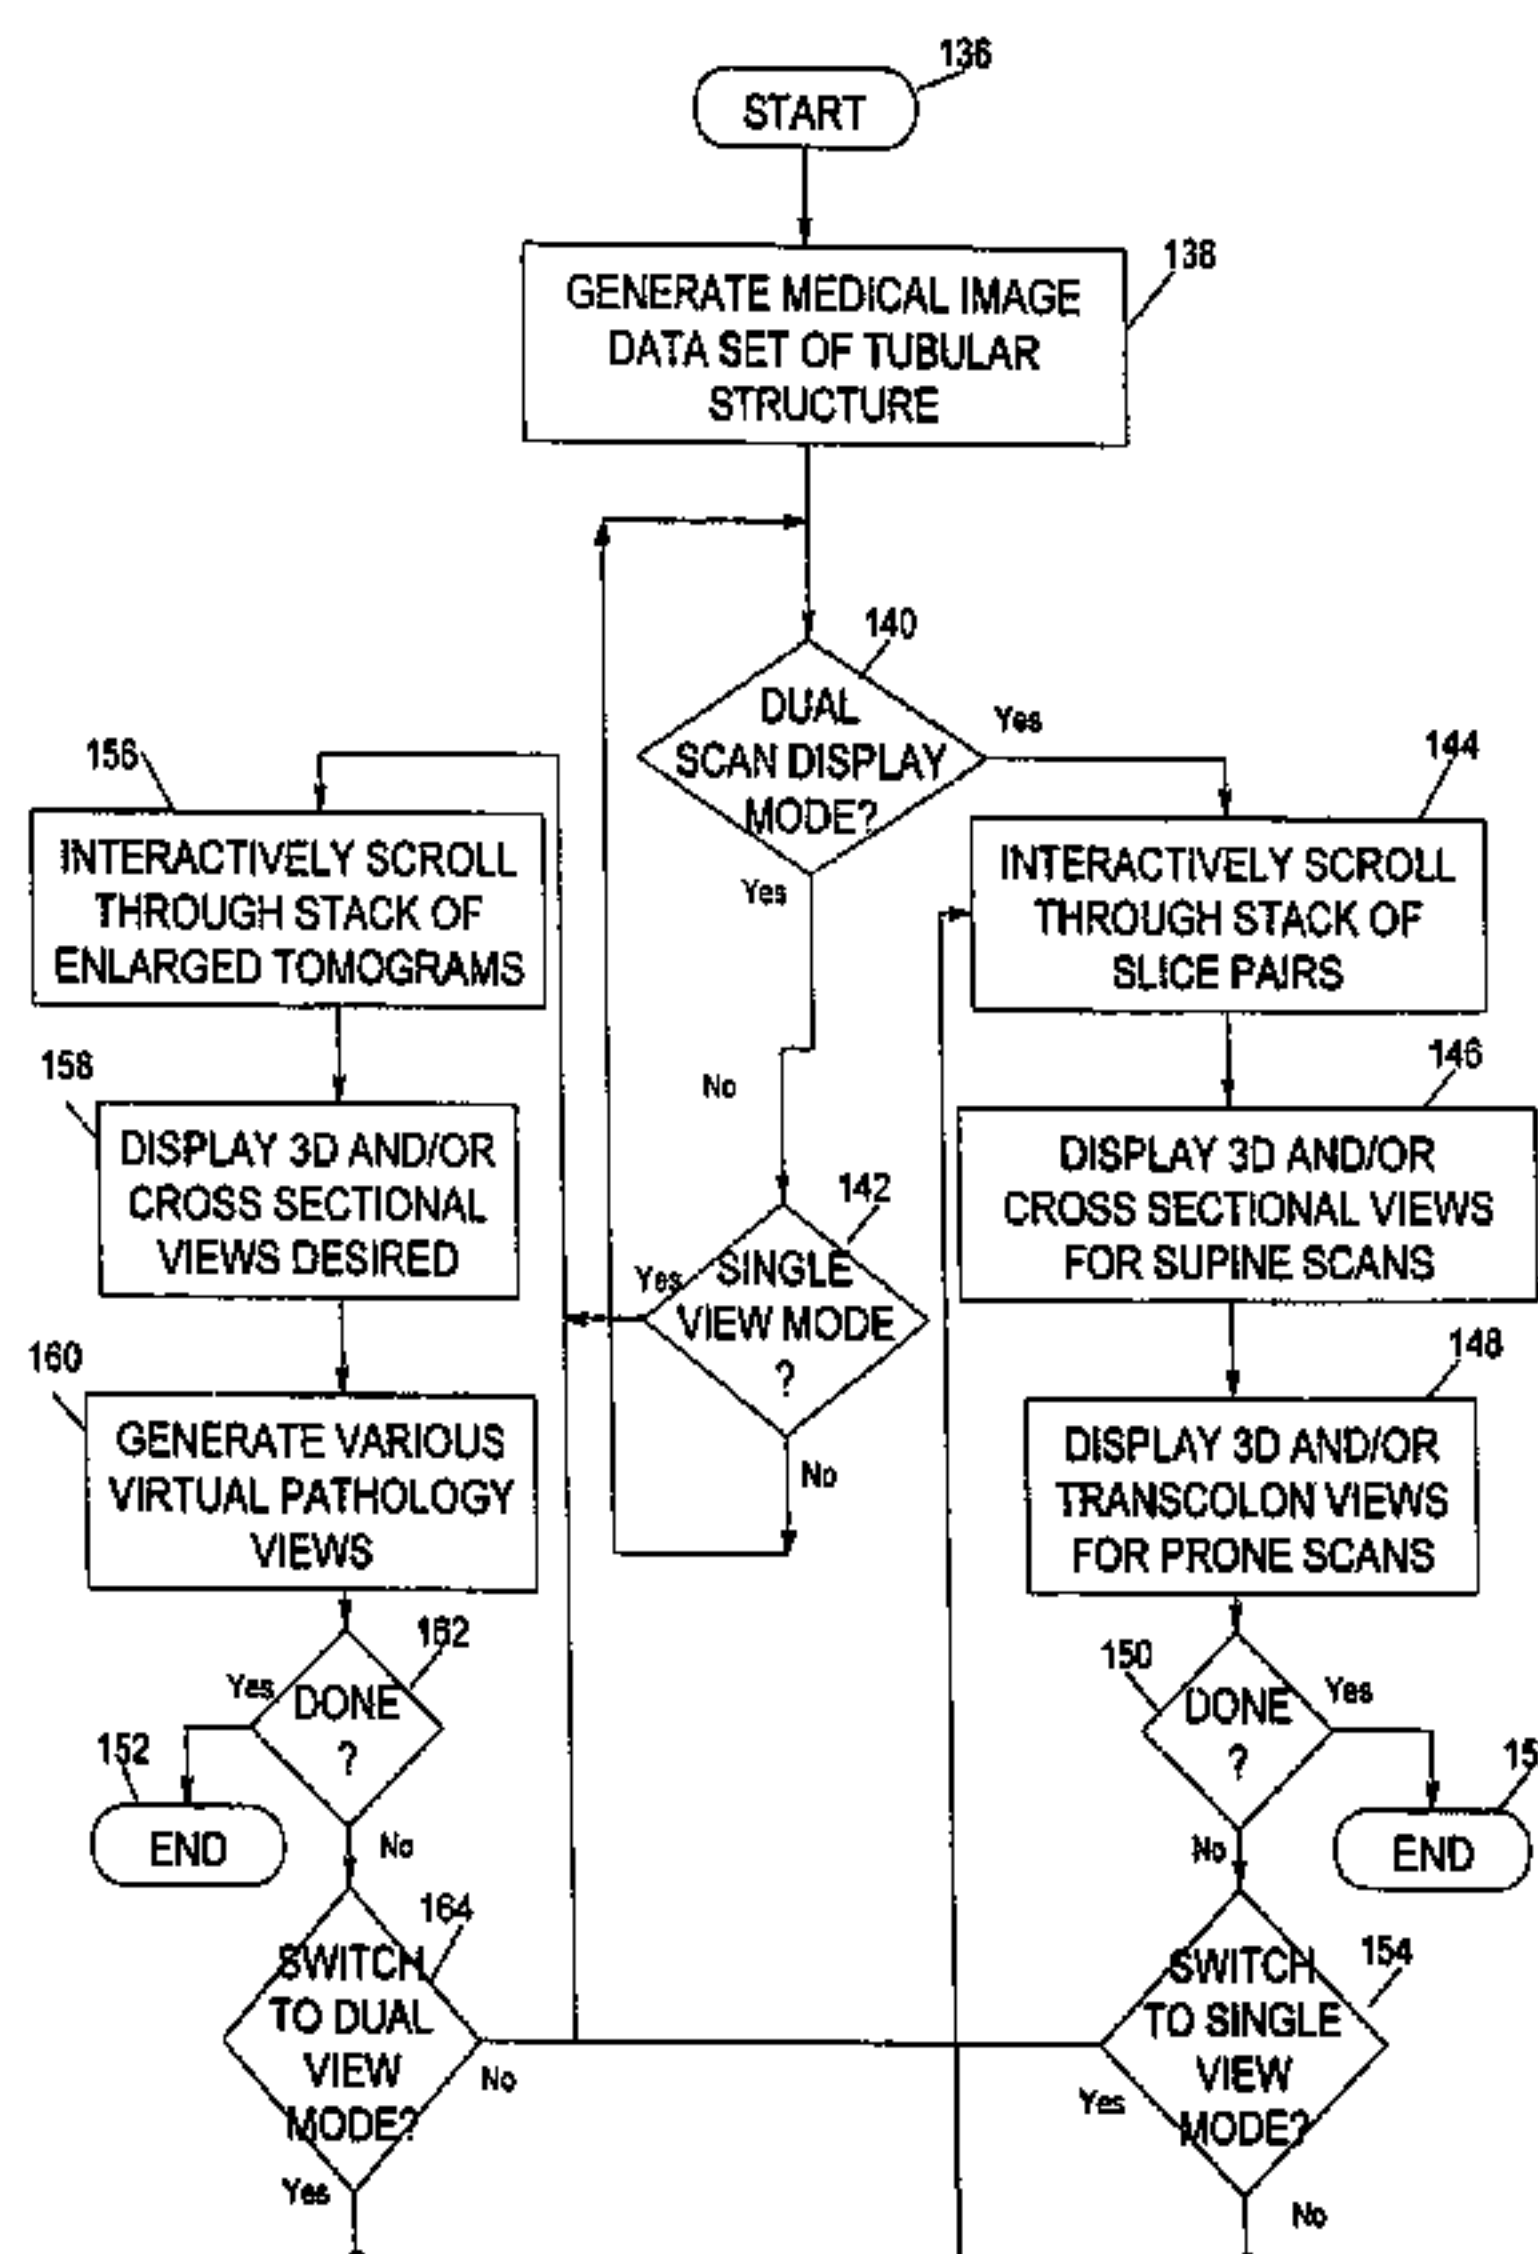 136
START
138
GENERATE MEDICAL IMAGE
DATA SET OF TUBULAR
STRUCTURE
140
DUAL
SCAN DISPLAY
MODE?
Yes
Yes
No
144
INTERACTIVELY SCROLL
THROUGH STACK OF
SLICE PAIRS
156
INTERACTIVELY SCROLL
THROUGH STACK OF
ENLARGED TOMOGRAMS
146
DISPLAY 3D AND/OR
CROSS SECTIONAL VIEWS
FOR SUPINE SCANS
158
DISPLAY 3D AND/OR
CROSS SECTIONAL
VIEWS DESIRED
142
SINGLE
VIEW MODE
?
Yes
No
148
DISPLAY 3D AND/OR
TRANSCOLON VIEWS
FOR PRONE SCANS
160
GENERATE VARIOUS
VIRTUAL PATHOLOGY
VIEWS
162
DONE
?
Yes
No
152
END
150
DONE
?
Yes
No
15
END
164
SWITCH
TO DUAL
VIEW
MODE?
No
Yes
154
SWITCH
TO SINGLE
VIEW
MODE?
Yes
No